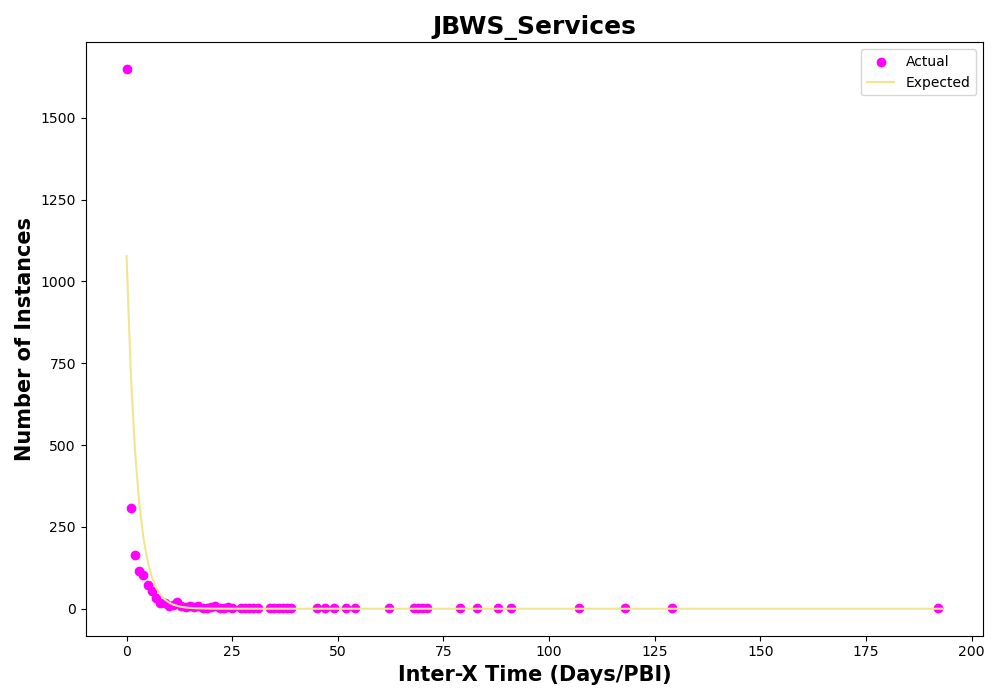 JBWS_Services
Actual
Expected
Number of Instances
1500
1250
1000
750
500
250
0
0 25 50 75 100 125 150 175 200
Inter-X Time (Days/PBI)